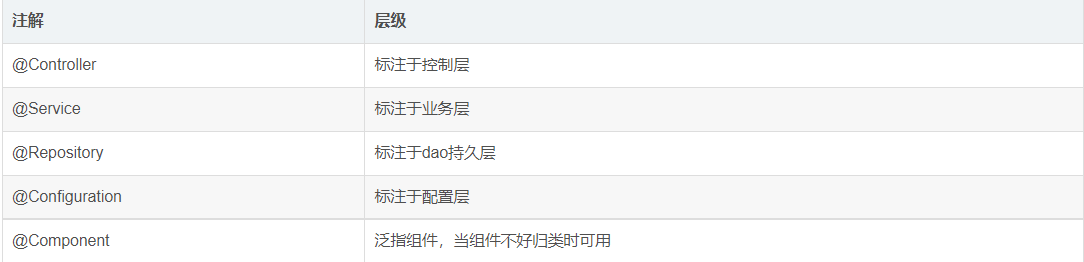 注解 层级
@Controller 标注于控制层
@Service 标注于业务层
@Repository 标注于dao持久层
@Configuration 标注于配置层
@Component 泛指组件，当组件不好归类时可用